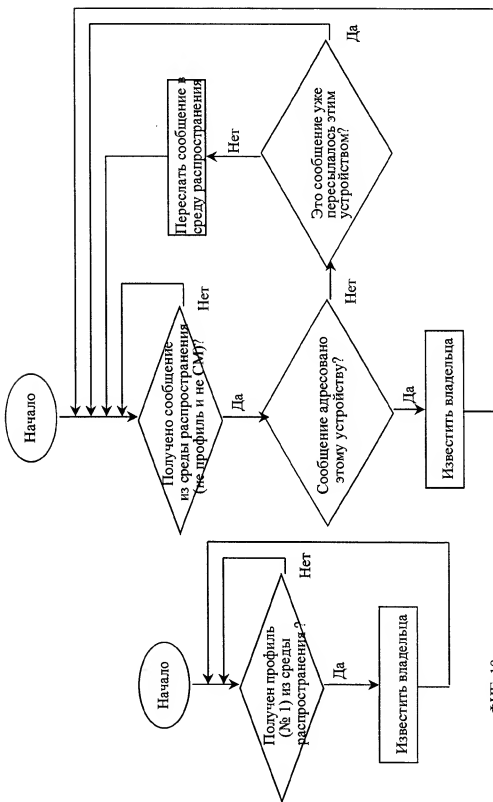 Начало
Получен профиль
(№ 1) из среды
распространения ?
Нет
Да
Известить владельца
Начало
Получено сообщение
из среды распространения
(не профиль и не СМ)?
Нет
Да
Сообщение адресовано
этому устройству?
Нет
Да
Известить владельца
Переслать сообщение в
среду распространения
Нет
Это сообщение уже
пересылалось этим
устройством?
Да
ФИГ.